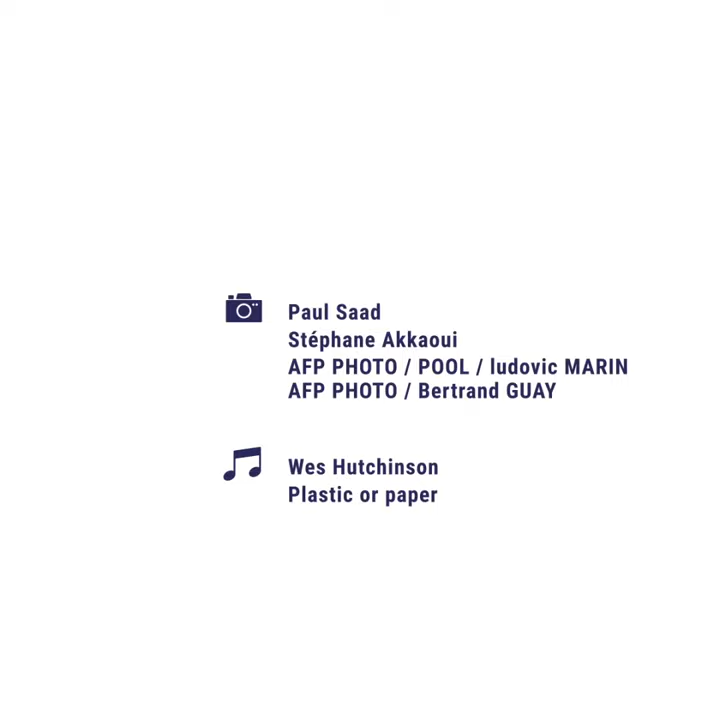 Paul Saad
Stéphane Akkaoui
AFP PHOTO / POOL / ludovic MARIN
AFP PHOTO / Bertrand GUAY
Wes Hutchinson
Plastic or paper